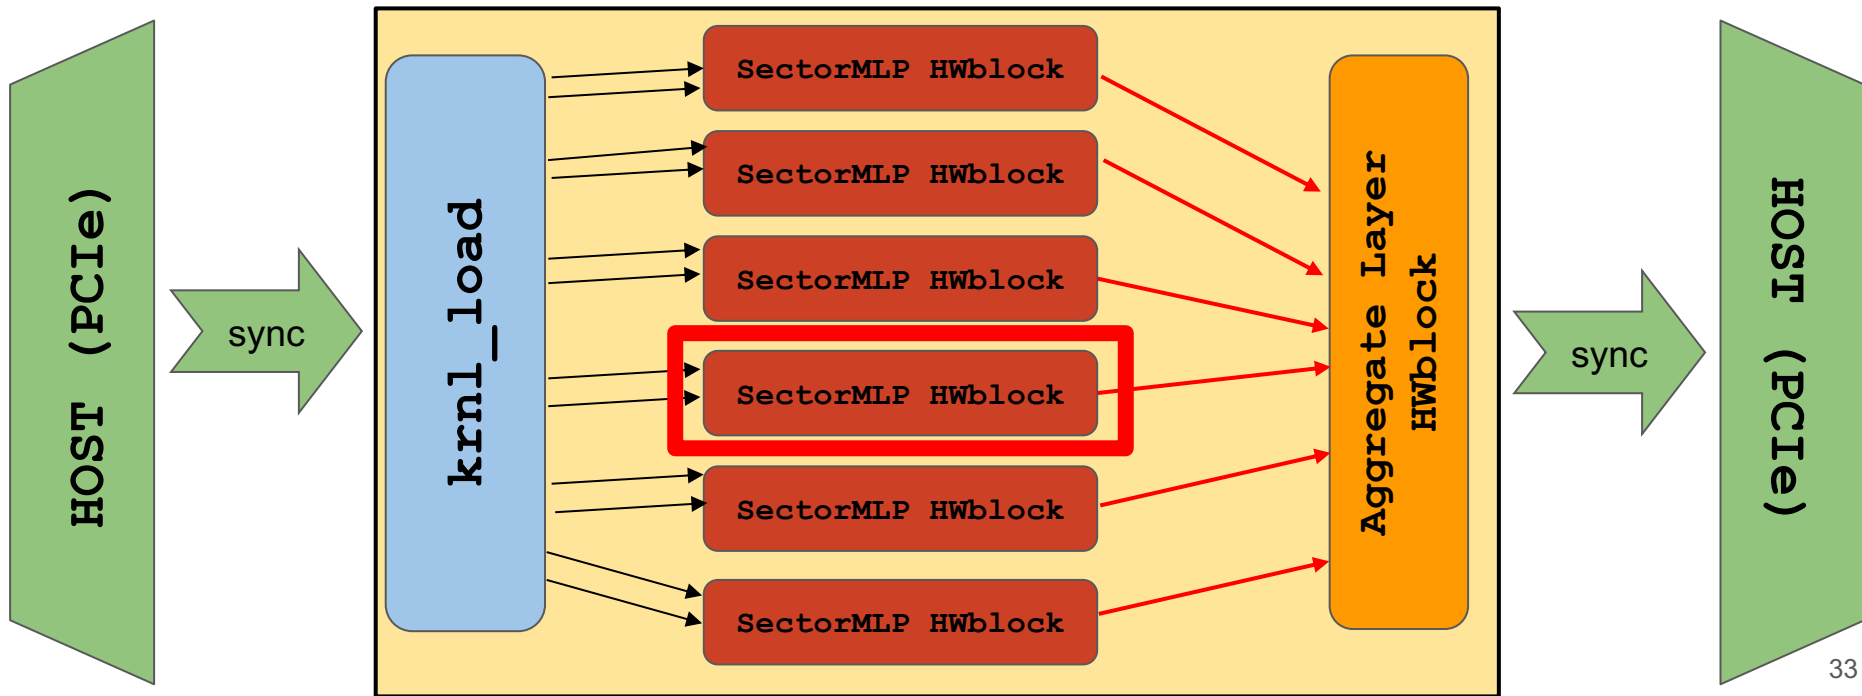 HOST (PCIe)
sync
krnl_load
SectorMLP HWblock
SectorMLP HWblock
SectorMLP HWblock
SectorMLP HWblock
SectorMLP HWblock
SectorMLP HWblock
Aggregate Layer
HWblock
sync
HOST (PCIe)
33